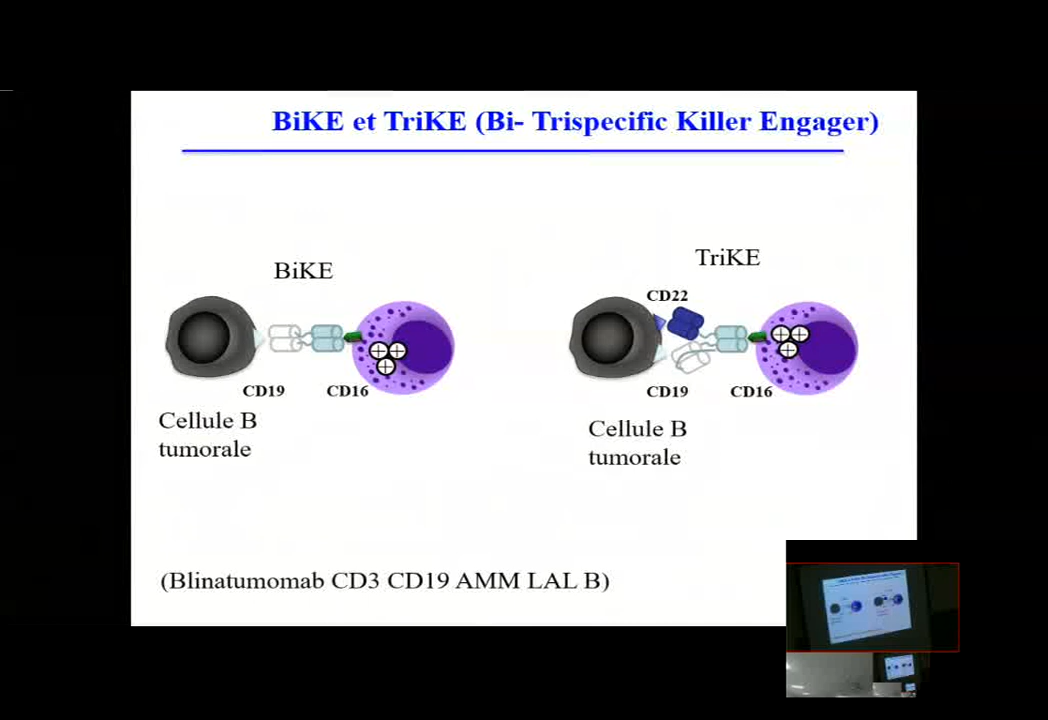 BiKE et TriKE (Bi- Trispecific Killer Engager)
BiKE
CD19
CD16
Cellule B
tumorale
TriKE
CD22
CD19
CD16
Cellule B
tumorale
(Blinatumomab CD3 CD19 AMM LAL B)